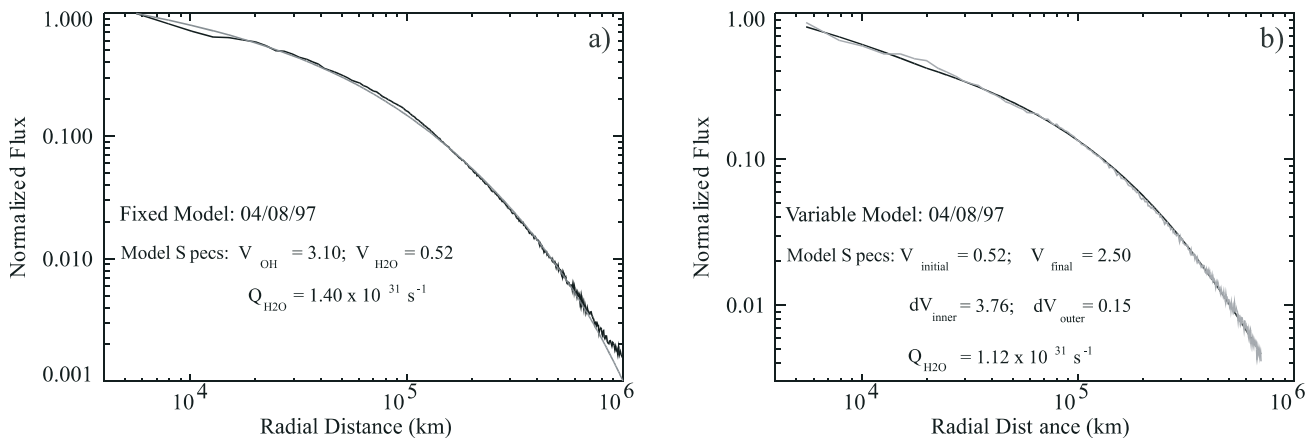 a)
1.000
0.100
0.010
0.001
Normalized Flux
Fixed Model: 04/08/97
Model S pecs: V OH = 3.10; V H2O = 0.52
Q H2O = 1.40 x 10 31 s-1
10^4 10^5 10^6
Radial Distance (km)
b)
1.00
0.10
0.01
Normalized Flux
Variable Model: 04/08/97
Model S pecs: V initial = 0.52; V final = 2.50
dV inner = 3.76; dV outer = 0.15
Q H2O = 1.12 x 10 31 s-1
10^4 10^5 10^6
Radial Dist ance (km)